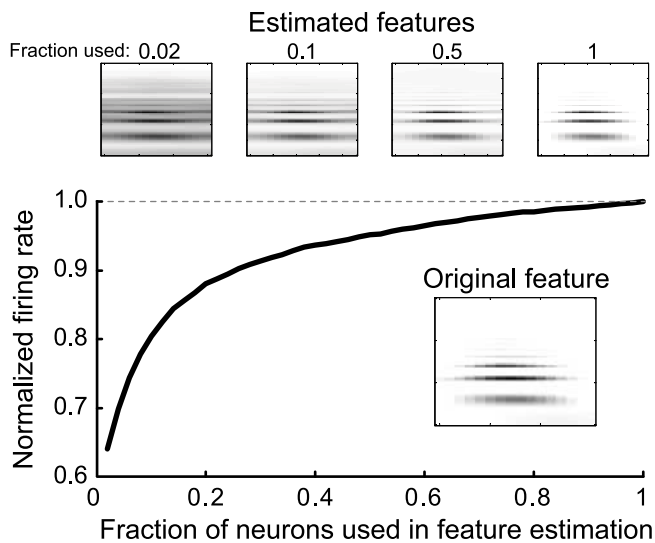 Estimated features
Fraction used: 0.02 0.1 0.5 1
Normalized firing rate
1.0
0.9
0.8
0.7
0.6
Original feature
0 0.2 0.4 0.6 0.8 1
Fraction of neurons used in feature estimation